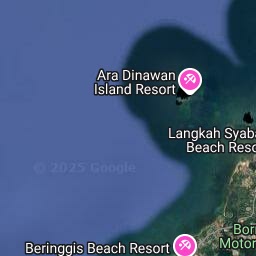 Ara Dinawan
Island Resort
Langkah Syaba
Beach Reso
© 2025 Google
Bor
Motor
Beringgis Beach Resort